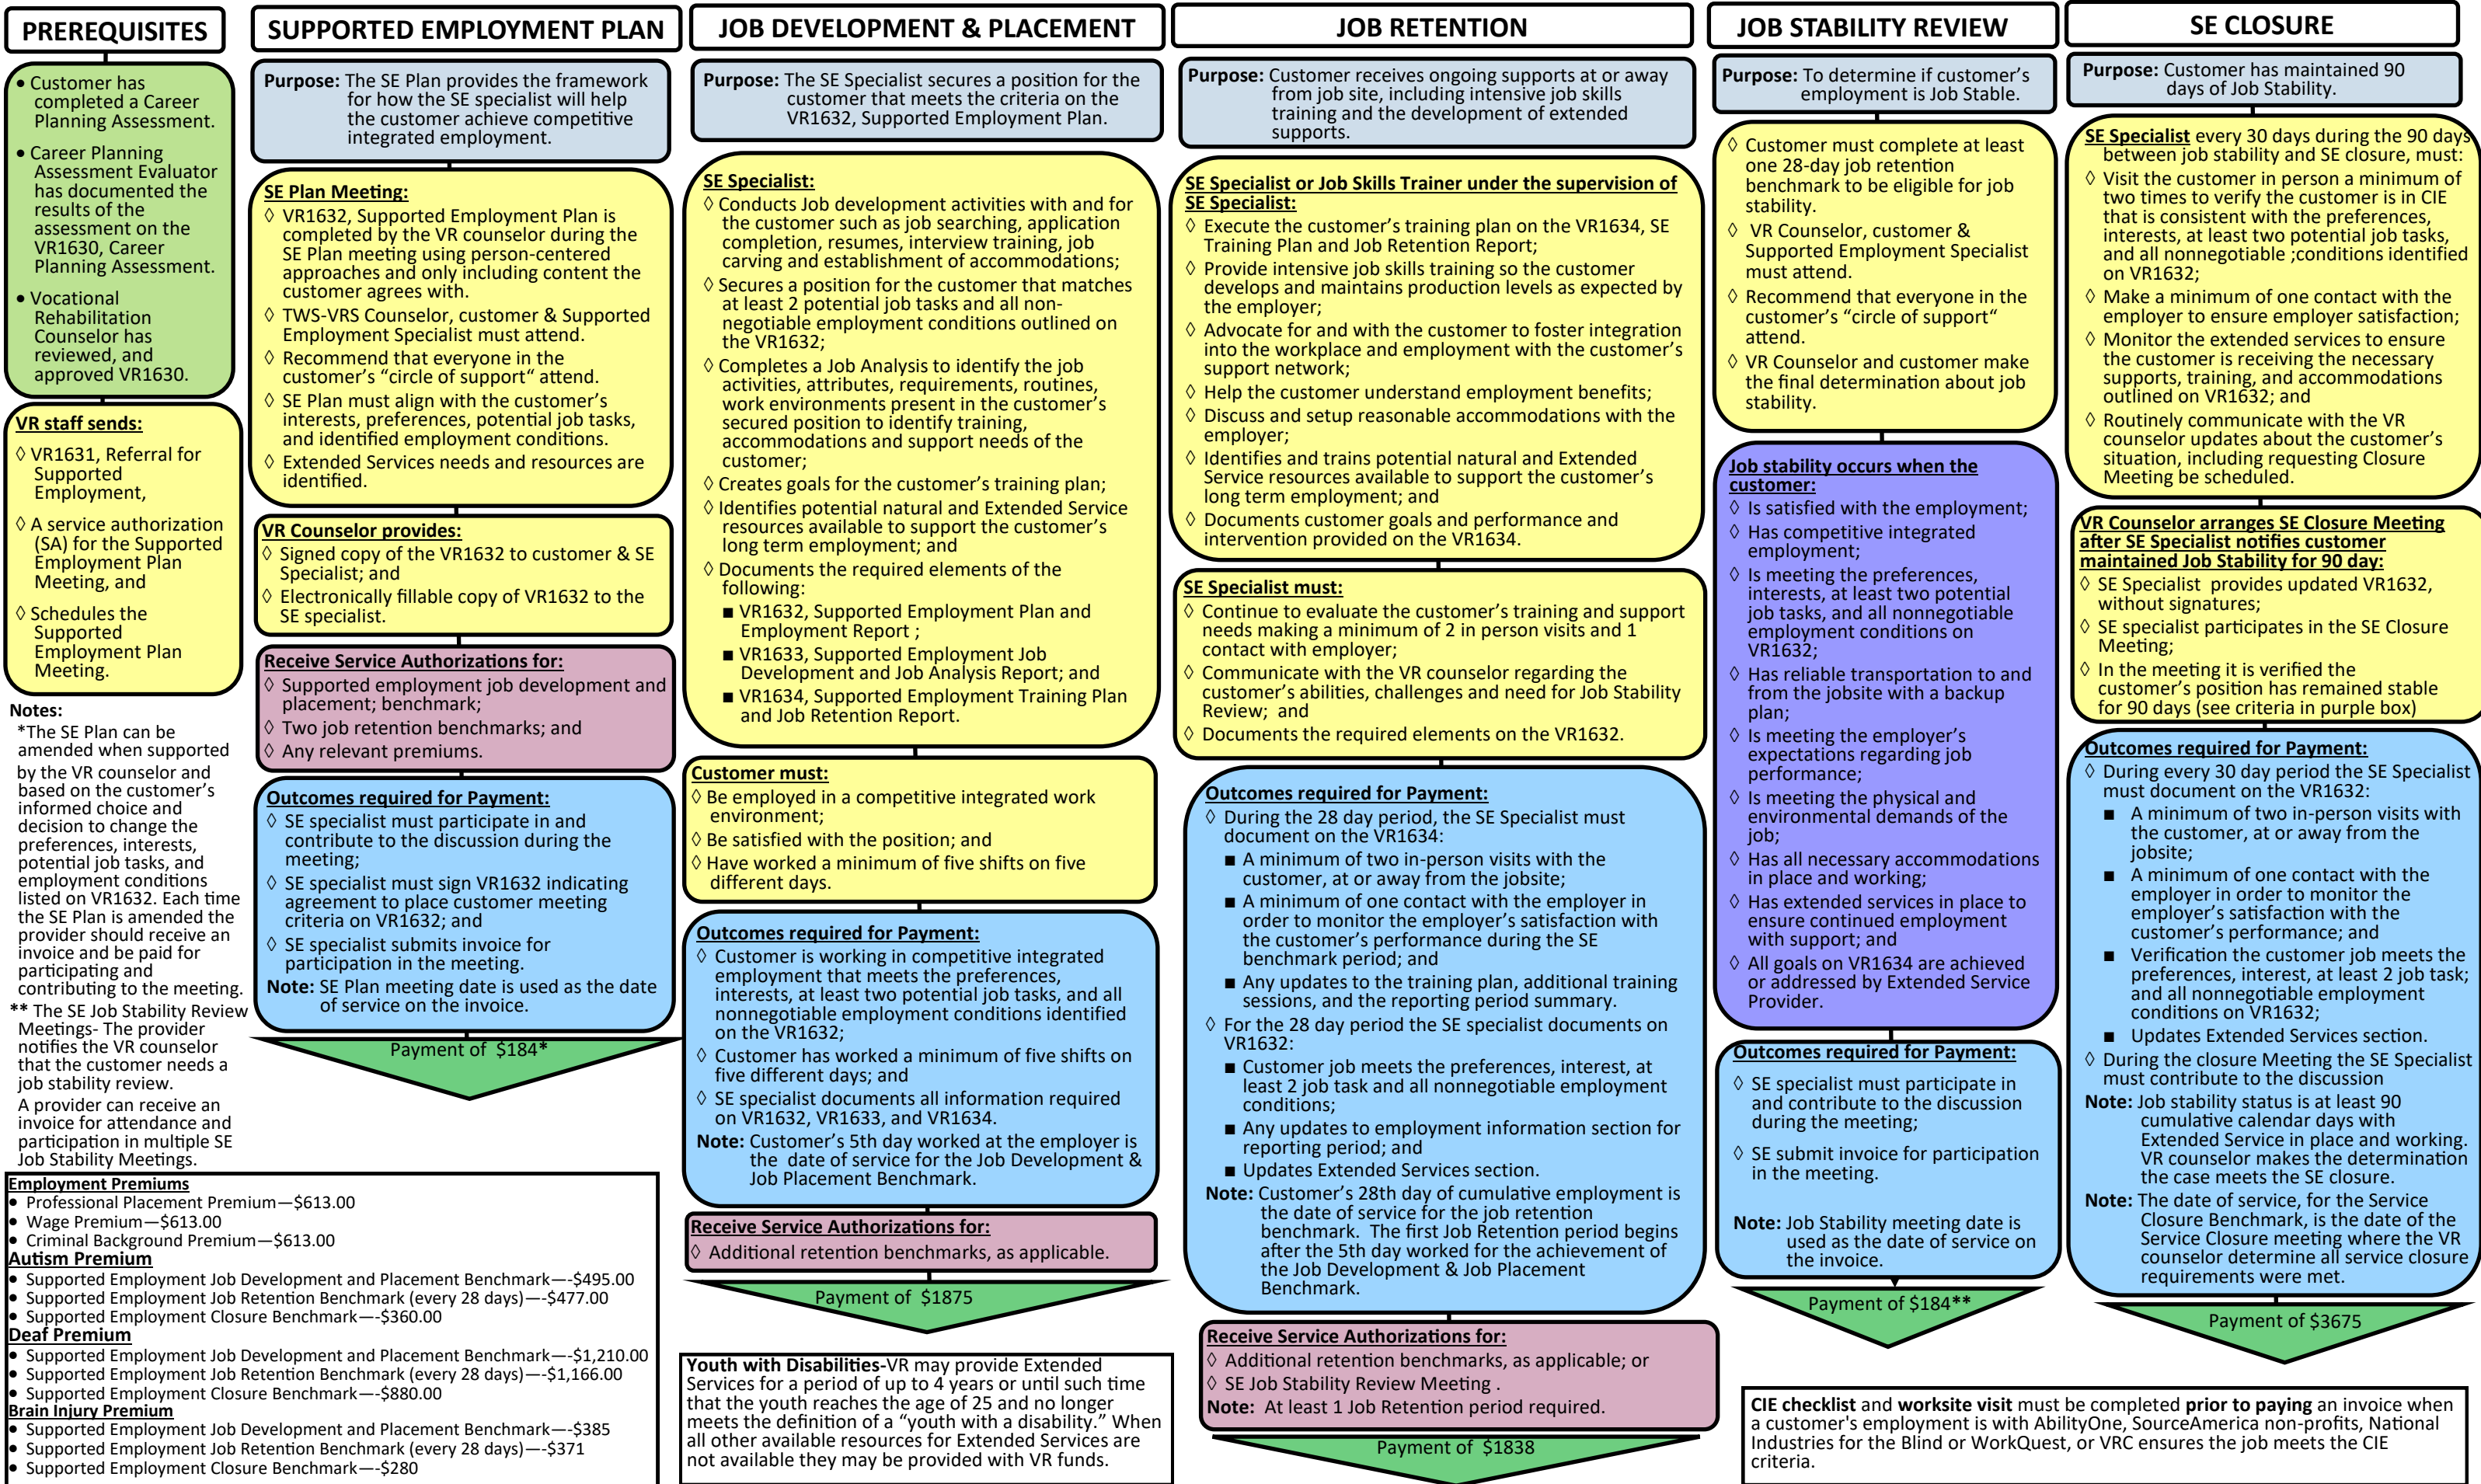 PREREQUISITES
• Customer has
completed a Career
Planning Assessment.
• Career Planning
Assessment Evaluator
has documented the
results of the
assessment on the
VR1630, Career
Planning Assessment.
• Vocational
Rehabilitation
Counselor has
reviewed, and
approved VR1630.
VR staff sends:
◊ VR1631, Referral for
Supported
Employment,
◊ A service authorization
(SA) for the Supported
Employment Plan
Meeting, and
◊ Schedules the
Supported
Employment Plan
Meeting.
Notes:
*The SE Plan can be
amended when supported
by the VR counselor and
based on the customer's
informed choice and
decision to change the
preferences, interests,
potential job tasks, and
employment conditions
listed on VR1632. Each time
the SE Plan is amended the
provider should receive an
invoice and be paid for
participating and
contributing to the meeting.
** The SE Job Stability Review
Meetings- The provider
notifies the VR counselor
that the customer needs a
job stability review.
A provider can receive an
invoice for attendance and
participation in multiple SE
Job Stability Meetings.
Employment Premiums
• Professional Placement Premium—$613.00
• Wage Premium—$613.00
• Criminal Background Premium—$613.00
Autism Premium
• Supported Employment Job Development and Placement Benchmark—-$495.00
• Supported Employment Job Retention Benchmark (every 28 days)—-$477.00
• Supported Employment Closure Benchmark—-$360.00
Deaf Premium
• Supported Employment Job Development and Placement Benchmark—-$1,210.00
• Supported Employment Job Retention Benchmark (every 28 days)—-$1,166.00
• Supported Employment Closure Benchmark—-$880.00
Brain Injury Premium
• Supported Employment Job Development and Placement Benchmark—-$385
• Supported Employment Job Retention Benchmark (every 28 days)—-$371
• Supported Employment Closure Benchmark—-$280
SUPPORTED EMPLOYMENT PLAN
Purpose: The SE Plan provides the framework
for how the SE specialist will help
the customer achieve competitive
integrated employment.
SE Plan Meeting:
◊ VR1632, Supported Employment Plan is
completed by the VR counselor during the
SE Plan meeting using person-centered
approaches and only including content the
customer agrees with.
◊ TWS-VRS Counselor, customer & Supported
Employment Specialist must attend.
◊ Recommend that everyone in the
customer's “circle of support“ attend.
◊ SE Plan must align with the customer's
interests, preferences, potential job tasks,
and identified employment conditions.
◊ Extended Services needs and resources are
identified.
VR Counselor provides:
◊ Signed copy of the VR1632 to customer & SE
Specialist; and
◊ Electronically fillable copy of VR1632 to the
SE specialist.
Receive Service Authorizations for:
◊ Supported employment job development and
placement; benchmark;
◊ Two job retention benchmarks; and
◊ Any relevant premiums.
Outcomes required for Payment:
◊ SE specialist must participate in and
contribute to the discussion during the
meeting;
◊ SE specialist must sign VR1632 indicating
agreement to place customer meeting
criteria on VR1632; and
◊ SE specialist submits invoice for
participation in the meeting.
Note: SE Plan meeting date is used as the date
of service on the invoice.
Payment of $184*
JOB DEVELOPMENT & PLACEMENT
Purpose: The SE Specialist secures a position for the
customer that meets the criteria on the
VR1632, Supported Employment Plan.
SE Specialist:
◊ Conducts Job development activities with and for
the customer such as job searching, application
completion, resumes, interview training, job
carving and establishment of accommodations;
◊ Secures a position for the customer that matches
at least 2 potential job tasks and all non-
negotiable employment conditions outlined on
the VR1632;
◊ Completes a Job Analysis to identify the job
activities, attributes, requirements, routines,
work environments present in the customer's
secured position to identify training,
accommodations and support needs of the
customer;
◊ Creates goals for the customer's training plan;
◊ Identifies potential natural and Extended Service
resources available to support the customer's
long term employment; and
◊ Documents the required elements of the
following:
■ VR1632, Supported Employment Plan and
Employment Report ;
■ VR1633, Supported Employment Job
Development and Job Analysis Report; and
■ VR1634, Supported Employment Training Plan
and Job Retention Report.
Customer must:
◊ Be employed in a competitive integrated work
environment;
◊ Be satisfied with the position; and
◊ Have worked a minimum of five shifts on five
different days.
Outcomes required for Payment:
◊ Customer is working in competitive integrated
employment that meets the preferences,
interests, at least two potential job tasks, and all
nonnegotiable employment conditions identified
on the VR1632;
◊ Customer has worked a minimum of five shifts on
five different days; and
◊ SE specialist documents all information required
on VR1632, VR1633, and VR1634.
Note: Customer's 5th day worked at the employer is
the date of service for the Job Development &
Job Placement Benchmark.
Receive Service Authorizations for:
◊ Additional retention benchmarks, as applicable.
Payment of $1875
Youth with Disabilities-VR may provide Extended
Services for a period of up to 4 years or until such time
that the youth reaches the age of 25 and no longer
meets the definition of a “youth with a disability.” When
all other available resources for Extended Services are
not available they may be provided with VR funds.
JOB RETENTION
Purpose: Customer receives ongoing supports at or away
from job site, including intensive job skills
training and the development of extended
supports.
SE Specialist or Job Skills Trainer under the supervision of
SE Specialist:
◊ Execute the customer's training plan on the VR1634, SE
Training Plan and Job Retention Report;
◊ Provide intensive job skills training so the customer
develops and maintains production levels as expected by
the employer;
◊ Advocate for and with the customer to foster integration
into the workplace and employment with the customer's
support network;
◊ Help the customer understand employment benefits;
◊ Discuss and setup reasonable accommodations with the
employer;
◊ Identifies and trains potential natural and Extended
Service resources available to support the customer's
long term employment; and
◊ Documents customer goals and performance and
intervention provided on the VR1634.
SE Specialist must:
◊ Continue to evaluate the customer's training and support
needs making a minimum of 2 in person visits and 1
contact with employer;
◊ Communicate with the VR counselor regarding the
customer's abilities, challenges and need for Job Stability
Review; and
◊ Documents the required elements on the VR1632.
Outcomes required for Payment:
◊ During the 28 day period, the SE Specialist must
document on the VR1634:
■ A minimum of two in-person visits with the
customer, at or away from the jobsite;
■ A minimum of one contact with the employer in
order to monitor the employer's satisfaction with
the customer's performance during the SE
benchmark period; and
■ Any updates to the training plan, additional training
sessions, and the reporting period summary.
◊ For the 28 day period the SE specialist documents on
VR1632:
■ Customer job meets the preferences, interest, at
least 2 job task and all nonnegotiable employment
conditions;
■ Any updates to employment information section for
reporting period; and
■ Updates Extended Services section.
Note: Customer's 28th day of cumulative employment is
the date of service for the job retention
benchmark. The first Job Retention period begins
after the 5th day worked for the achievement of
the Job Development & Job Placement
Benchmark.
Receive Service Authorizations for:
◊ Additional retention benchmarks, as applicable; or
◊ SE Job Stability Review Meeting .
Note: At least 1 Job Retention period required.
Payment of $1838
JOB STABILITY REVIEW
Purpose: To determine if customer's
employment is Job Stable.
◊ Customer must complete at least
one 28-day job retention
benchmark to be eligible for job
stability.
◊ VR Counselor, customer &
Supported Employment Specialist
must attend.
◊ Recommend that everyone in the
customer's “circle of support“
attend.
◊ VR Counselor and customer make
the final determination about job
stability.
Job stability occurs when the
customer:
◊ Is satisfied with the employment;
◊ Has competitive integrated
employment;
◊ Is meeting the preferences,
interests, at least two potential
job tasks, and all nonnegotiable
employment conditions on
VR1632;
◊ Has reliable transportation to and
from the jobsite with a backup
plan;
◊ Is meeting the employer's
expectations regarding job
performance;
◊ Is meeting the physical and
environmental demands of the
job;
◊ Has all necessary accommodations
in place and working;
◊ Has extended services in place to
ensure continued employment
with support; and
◊ All goals on VR1634 are achieved
or addressed by Extended Service
Provider.
Outcomes required for Payment:
◊ SE specialist must participate in
and contribute to the discussion
during the meeting;
◊ SE submit invoice for participation
in the meeting.
Note: Job Stability meeting date is
used as the date of service on
the invoice.
Payment of $184**
SE CLOSURE
Purpose: Customer has maintained 90
days of Job Stability.
SE Specialist every 30 days during the 90 days
between job stability and SE closure, must:
◊ Visit the customer in person a minimum of
two times to verify the customer is in CIE
that is consistent with the preferences,
interests, at least two potential job tasks,
and all nonnegotiable ;conditions identified
on VR1632;
◊ Make a minimum of one contact with the
employer to ensure employer satisfaction;
◊ Monitor the extended services to ensure
the customer is receiving the necessary
supports, training, and accommodations
outlined on VR1632; and
◊ Routinely communicate with the VR
counselor updates about the customer's
situation, including requesting Closure
Meeting be scheduled.
VR Counselor arranges SE Closure Meeting
after SE Specialist notifies customer
maintained Job Stability for 90 day:
◊ SE Specialist provides updated VR1632,
without signatures;
◊ SE specialist participates in the SE Closure
Meeting;
◊ In the meeting it is verified the
customer's position has remained stable
for 90 days (see criteria in purple box)
Outcomes required for Payment:
◊ During every 30 day period the SE Specialist
must document on the VR1632:
■ A minimum of two in-person visits with
the customer, at or away from the
jobsite;
■ A minimum of one contact with the
employer in order to monitor the
employer's satisfaction with the
customer's performance; and
■ Verification the customer job meets the
preferences, interest, at least 2 job task;
and all nonnegotiable employment
conditions on VR1632;
■ Updates Extended Services section.
◊ During the closure Meeting the SE Specialist
must contribute to the discussion
Note: Job stability status is at least 90
cumulative calendar days with
Extended Service in place and working.
VR counselor makes the determination
the case meets the SE closure.
Note: The date of service, for the Service
Closure Benchmark, is the date of the
Service Closure meeting where the VR
counselor determine all service closure
requirements were met.
Payment of $3675
CIE checklist and worksite visit must be completed prior to paying an invoice when
a customer's employment is with AbilityOne, SourceAmerica non-profits, National
Industries for the Blind or WorkQuest, or VRC ensures the job meets the CIE
criteria.